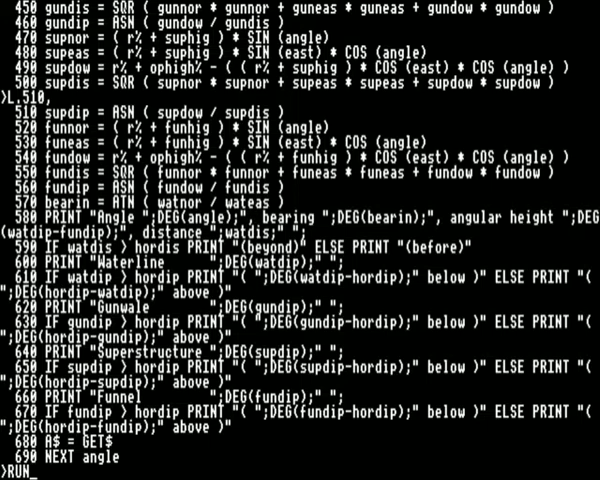 450 gundis = SQR ( gunnor * gunnor + guneas * guneas + gundow * gundow )
460 gundip = ASN ( gundow / gundis )
470 supnor = ( r% + suphig ) * SIN (angle)
480 supeas = ( r% + suphig ) * SIN (east) * COS (angle)
490 supdow = r% + ophigh% - ( ( r% + suphig ) * COS (east) * COS (angle) )
500 supdis = SQR ( supnor * supnor + supeas * supeas + supdow * supdow )
>L.510,
510 supdip = ASN ( supdow / supdis )
520 funnor = ( r% + funhig ) * SIN (angle)
530 funeas = ( r% + funhig ) * SIN (east) * COS (angle)
540 fundow = r% + ophigh% - ( ( r% + funhig ) * COS (east) * COS (angle) )
550 fundis = SQR ( funnor * funnor + funeas * funeas + fundow * fundow )
560 fundip = ASN ( fundow / fundis )
570 bearin = ATN ( watnor / wateas )
580 PRINT "Angle ";DEG(angle);", bearing ";DEG(bearin);", angular height ";DEG
(watdip-fundip);", distance ";watdis;" ";
590 IF watdis > hordis PRINT "(beyond)" ELSE PRINT "(before)"
600 PRINT "Waterline      ";DEG(watdip);" ";
610 IF watdip > hordip PRINT "( ";DEG(watdip-hordip);" below )" ELSE PRINT "(
";DEG(hordip-watdip);" above )"
620 PRINT "Gunwale        ";DEG(gundip);" ";
630 IF gundip > hordip PRINT "( ";DEG(gundip-hordip);" below )" ELSE PRINT "(
";DEG(hordip-gundip);" above )"
640 PRINT "Superstructure ";DEG(supdip);" ";
650 IF supdip > hordip PRINT "( ";DEG(supdip-hordip);" below )" ELSE PRINT "(
";DEG(hordip-supdip);" above )"
660 PRINT "Funnel         ";DEG(fundip);" ";
670 IF fundip > hordip PRINT "( ";DEG(fundip-hordip);" below )" ELSE PRINT "(
";DEG(hordip-fundip);" above )"
680 A$ = GET$
690 NEXT angle
>RUN_